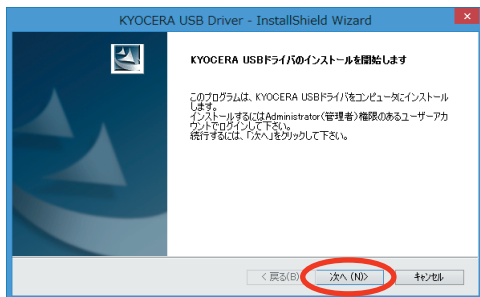 KYOCERA USB Driver - InstallShield Wizard
KYOCERA USBドライバのインストールを開始します
このプログラムは、KYOCERA USBドライバをコンピュータにインストール
します。
インストールするにはAdministrator(管理者)権限のあるユーザーアカ
ウントでログインして下さい。
続行するには、「次へ」をクリックして下さい。
< 戻る(B)
次へ (N)>
キャンセル